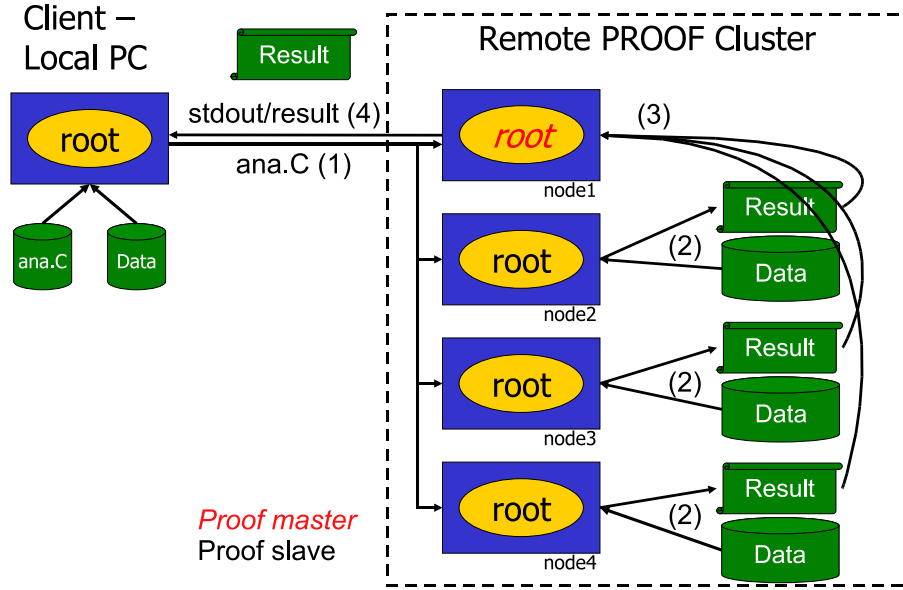 Client –
Local PC
Result
Remote PROOF Cluster
root
stdout/result (4)
ana.C (1)
root
(3)
node1
ana.C
Data
root
(2)
Result
Data
node2
root
(2)
Result
Data
node3
root
(2)
Result
Data
node4
Proof master
Proof slave